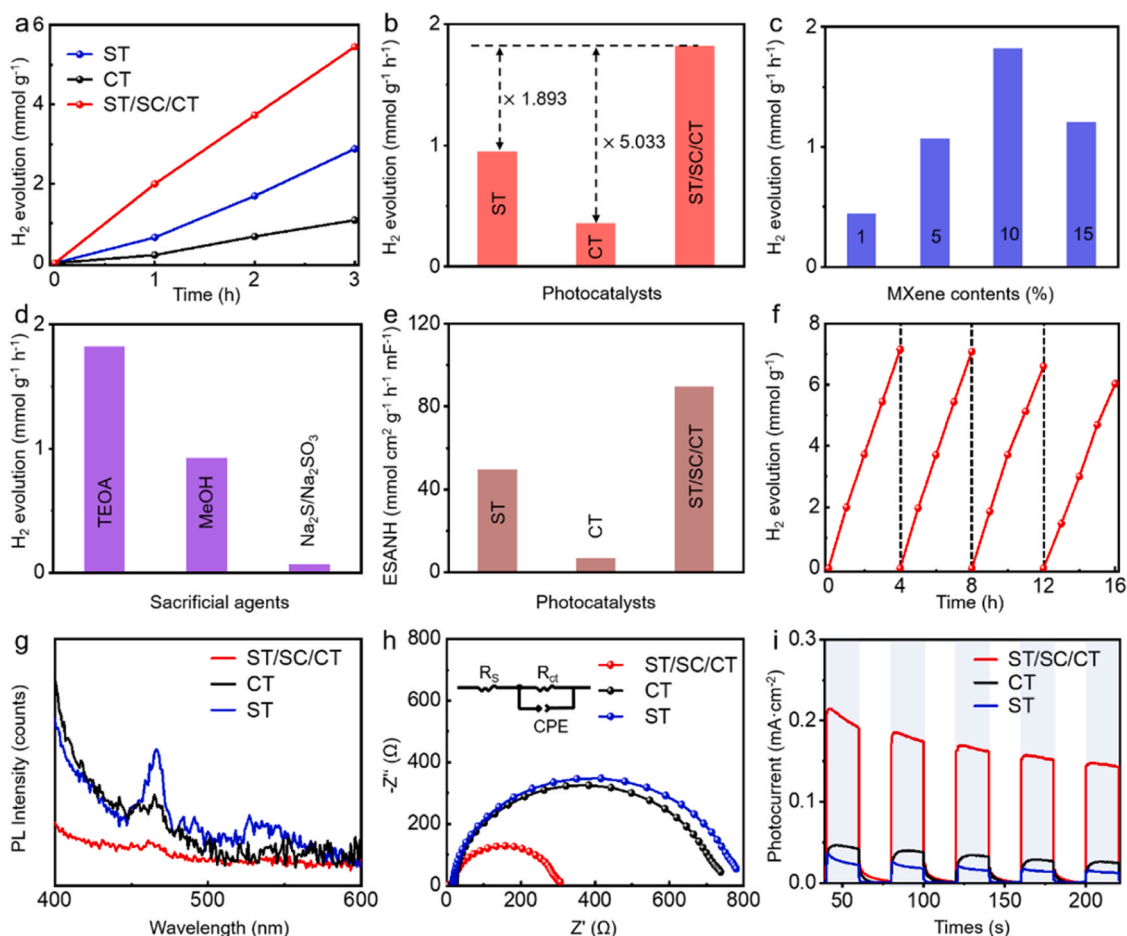 a
H₂ evolution (mmol g⁻¹)
6
4
2
0
0 1 2 3
Time (h)
ST
CT
ST/SC/CT
b
H₂ evolution (mmol g⁻¹ h⁻¹)
2
1
0
× 1.893
× 5.033
ST
CT
ST/SC/CT
Photocatalysts
c
H₂ evolution (mmol g⁻¹ h⁻¹)
2
1
0
1 5 10 15
MXene contents (%)
d
H₂ evolution (mmol g⁻¹ h⁻¹)
2
1
0
TEOA
MeOH
Na₂S/Na₂SO₃
Sacrificial agents
e
ESANH (mmol cm² g⁻¹ h⁻¹ mF⁻¹)
120
80
40
0
ST
CT
ST/SC/CT
Photocatalysts
f
H₂ evolution (mmol g⁻¹)
8
6
4
2
0
0 4 8 12 16
Time (h)
g
PL Intensity (counts)
ST/SC/CT
CT
ST
400 500 600
Wavelength (nm)
h
-Z'' (Ω)
800
600
400
200
0
Rₛ
R꜀ₜ
CPE
ST/SC/CT
CT
ST
0 200 400 600 800
Z' (Ω)
i
Photocurrent (mA·cm⁻²)
0.3
0.2
0.1
0.0
ST/SC/CT
CT
ST
50 100 150 200
Times (s)